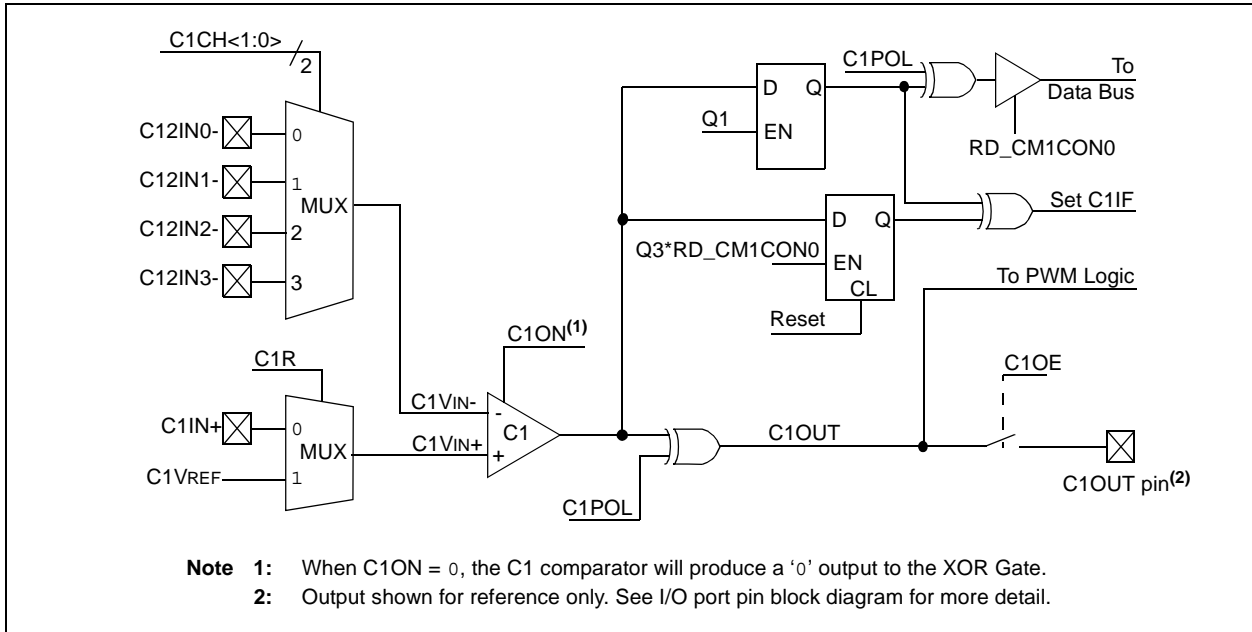 C1CH<1:0>
2
C12IN0-
0
C12IN1-
1
MUX
C12IN2-
2
C12IN3-
3
C1POL
To
Data Bus
D Q
Q1
EN
RD_CM1CON0
D Q
Set C1IF
Q3*RD_CM1CON0
EN
CL
Reset
To PWM Logic
C1R
C1ON(1)
C1OE
C1IN+
0
MUX
C1VREF
1
C1VIN-
-
C1
C1VIN+
+
C1OUT
C1POL
C1OUT pin(2)
Note 1: When C1ON = 0, the C1 comparator will produce a ‘0’ output to the XOR Gate.
2: Output shown for reference only. See I/O port pin block diagram for more detail.